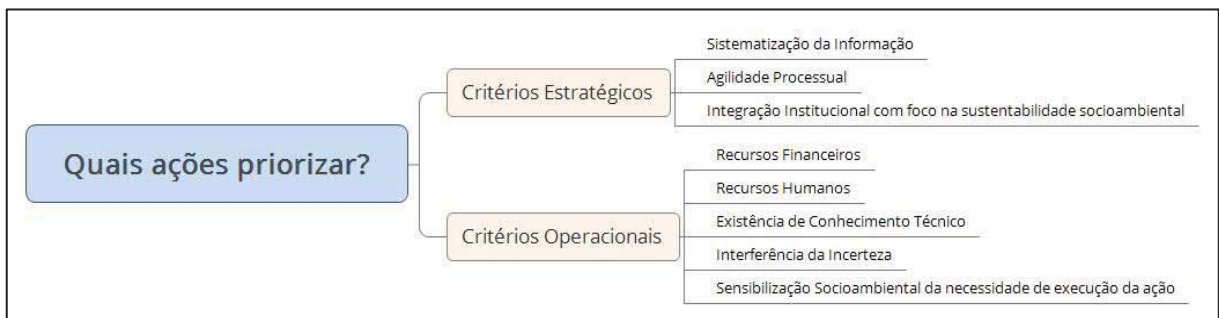 Quais ações priorizar?
Critérios Estratégicos
Sistematização da Informação
Agilidade Processual
Integração Institucional com foco na sustentabilidade socioambiental
Critérios Operacionais
Recursos Financeiros
Recursos Humanos
Existência de Conhecimento Técnico
Interferência da Incerteza
Sensibilização Socioambiental da necessidade de execução da ação